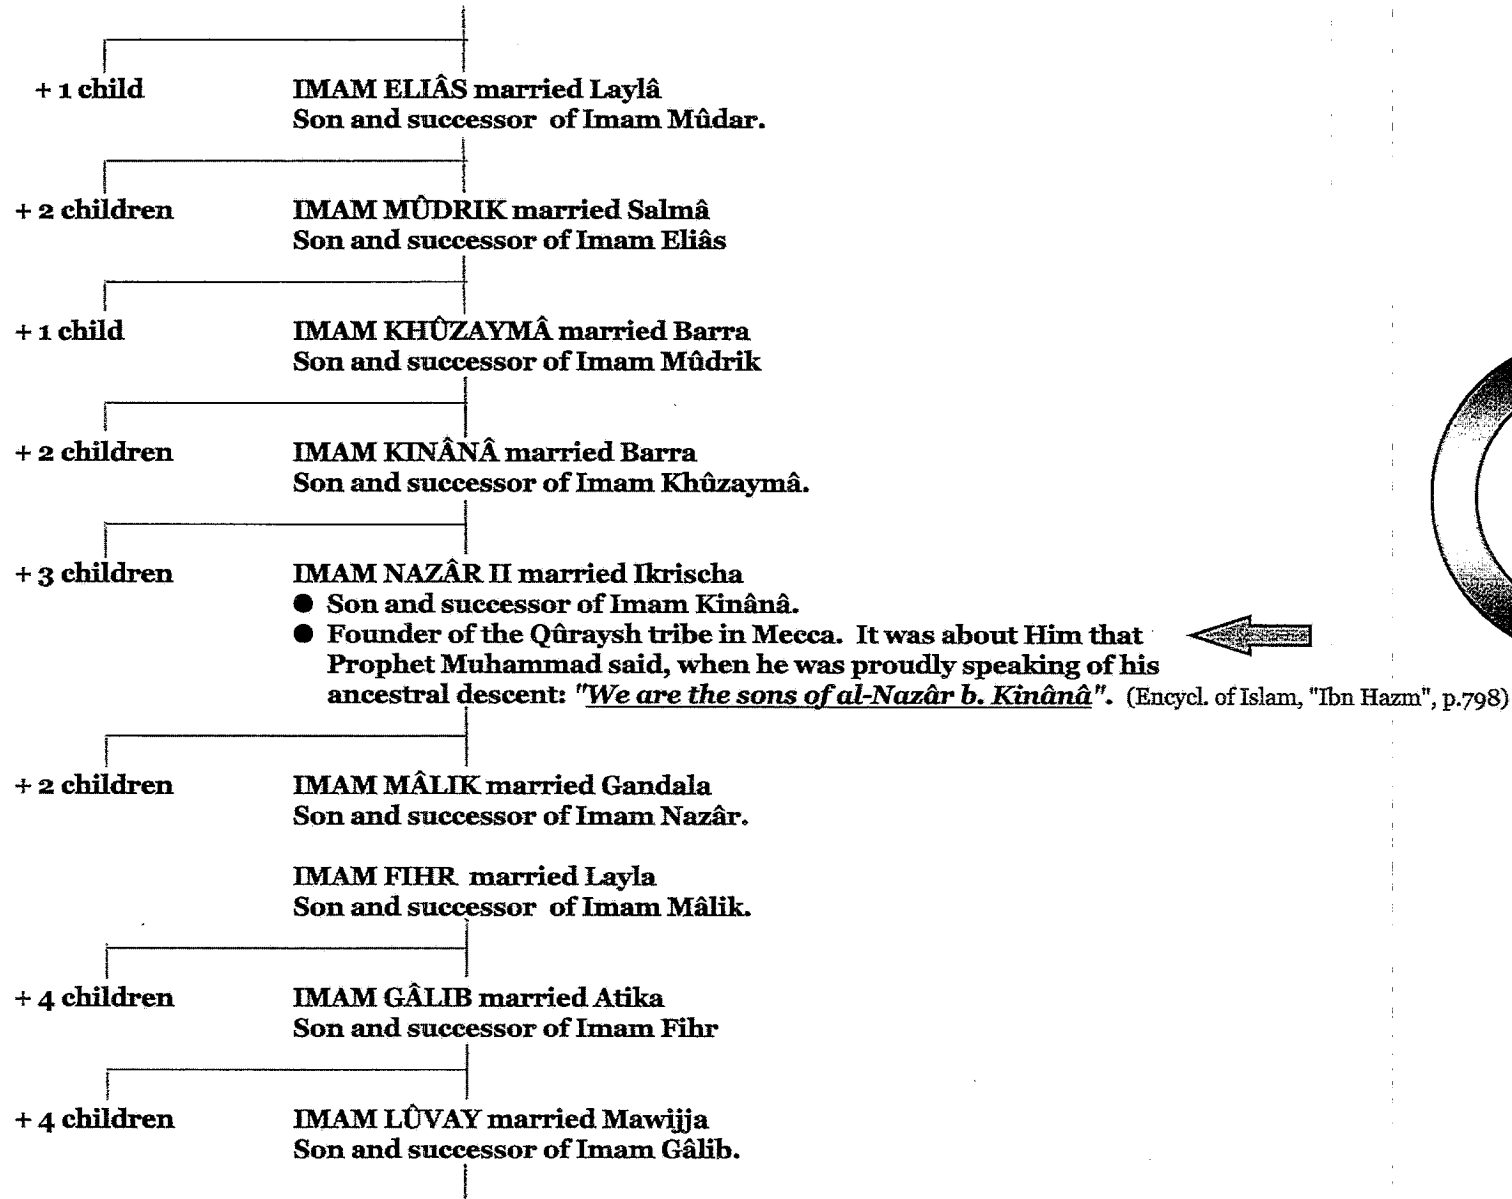 + 1 child
IMAM ELIÂS married Laylâ
Son and successor of Imam Mûdar.
+ 2 children
IMAM MÛDRIK married Salmâ
Son and successor of Imam Eliâs
+ 1 child
IMAM KHÛZAYMÂ married Barra
Son and successor of Imam Mûdrik
+ 2 children
IMAM KINÂNÂ married Barra
Son and successor of Imam Khûzaymâ.
+ 3 children
IMAM NAZÂR II married Ikrischa
● Son and successor of Imam Kinânâ.
● Founder of the Qûraysh tribe in Mecca. It was about Him that
Prophet Muhammad said, when he was proudly speaking of his
ancestral descent: "We are the sons of al-Nazâr b. Kinânâ". (Encycl. of Islam, "Ibn Hazm", p.798)
+ 2 children
IMAM MÂLIK married Gandala
Son and successor of Imam Nazâr.
IMAM FIHR married Layla
Son and successor of Imam Mâlik.
+ 4 children
IMAM GÂLIB married Atika
Son and successor of Imam Fihr
+ 4 children
IMAM LÛVAY married Mawijja
Son and successor of Imam Gâlib.